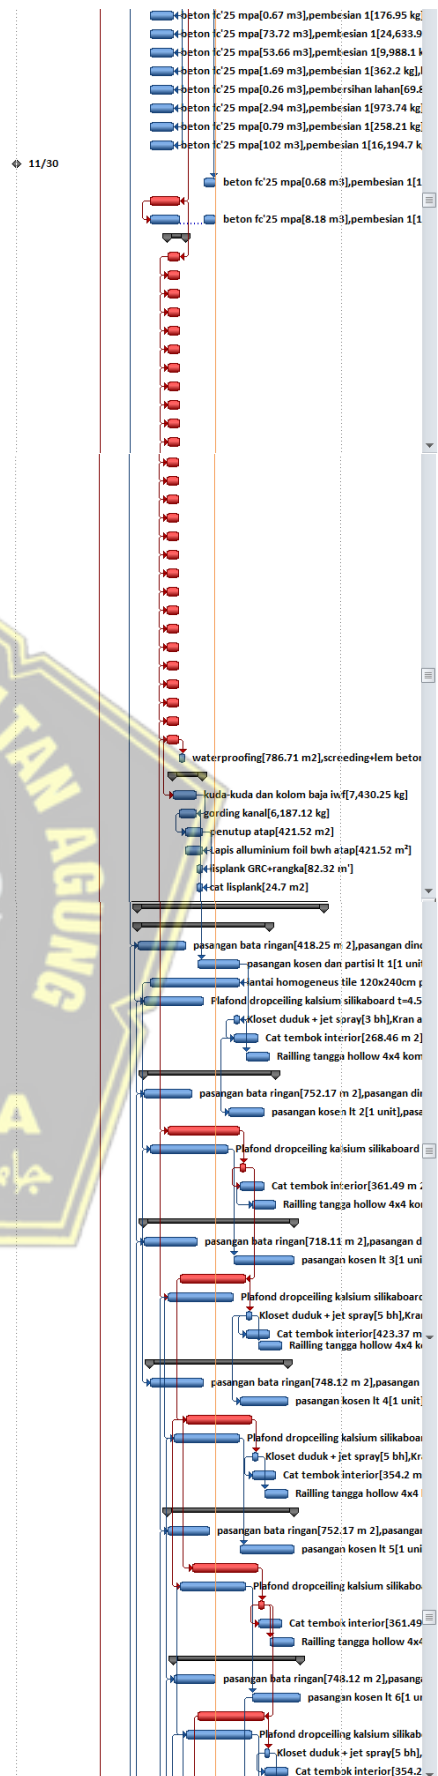 beton fc'25 mpa[0.67 m3],pembesian 1[176.95 kg]
beton fc'25 mpa[73.72 m3],pembesian 1[24,633.9
beton fc'25 mpa[53.66 m3],pembesian 1[9,988.1 k
beton fc'25 mpa[1.69 m3],pembesian 1[362.2 kg],
beton fc'25 mpa[0.26 m3],pembersihan lahan[69.8
beton fc'25 mpa[2.94 m3],pembesian 1[973.74 kg]
beton fc'25 mpa[0.79 m3],pembesian 1[258.21 kg]
beton fc'25 mpa[102 m3],pembesian 1[16,194.7 k
11/30
beton fc'25 mpa[0.68 m3],pembesian 1[1
beton fc'25 mpa[8.18 m3],pembesian 1[1
waterproofing[786.71 m2],screeding+lem beton
kuda-kuda dan kolom baja iwf[7,430.25 kg]
gording kanal[6,187.12 kg]
penutup atap[421.52 m2]
Lapis alluminium foil bwh atap[421.52 m²]
lisplank GRC+rangka[82.32 m']
cat lisplank[24.7 m2]
pasangan bata ringan[418.25 m 2],pasangan dind
pasangan kosen dan partisi lt 1[1 unit
lantai homogeneus tile 120x240cm p
Plafond dropceiling kalsium silikaboard t=4.5
Kloset duduk + jet spray[3 bh],Kran a
Cat tembok interior[268.46 m 2]
Railling tangga hollow 4x4 kom
pasangan bata ringan[752.17 m 2],pasangan din
pasangan kosen lt 2[1 unit],pasa
Plafond dropceiling kalsium silikaboard
Cat tembok interior[361.49 m 2
Railling tangga hollow 4x4 kor
pasangan bata ringan[718.11 m 2],pasangan d
pasangan kosen lt 3[1 uni
Plafond dropceiling kalsium silikaboard
Kloset duduk + jet spray[5 bh],Kra
Cat tembok interior[423.37 m
Railling tangga hollow 4x4 k
pasangan bata ringan[748.12 m 2],pasangan
pasangan kosen lt 4[1 unit]
Plafond dropceiling kalsium silikaboa
Kloset duduk + jet spray[5 bh],Kr
Cat tembok interior[354.2 m
Railling tangga hollow 4x4
pasangan bata ringan[752.17 m 2],pasangan
pasangan kosen lt 5[1 uni
Plafond dropceiling kalsium silikabo
Cat tembok interior[361.49
Railling tangga hollow 4x4
pasangan bata ringan[748.12 m 2],pasanga
pasangan kosen lt 6[1 u
Plafond dropceiling kalsium silikab
Kloset duduk + jet spray[5 bh],
Cat tembok interior[354.2
TAN AGUNG